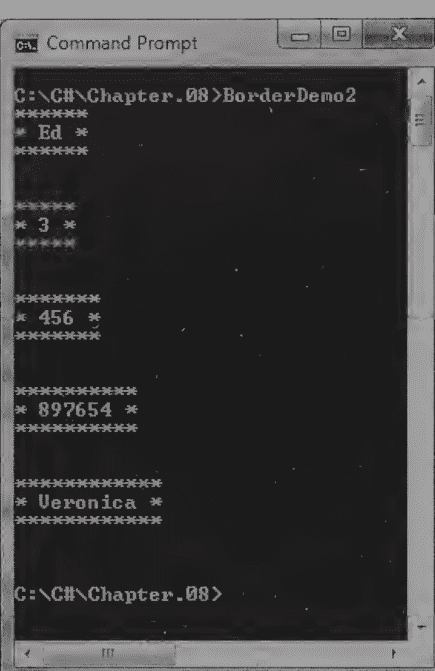 Command Prompt
C:\C#\Chapter.08>BorderDemo2
******
* Ed *
******
*****
* 3 *
*****
*******
* 456 *
*******
**********
* 897654 *
**********
************
* Veronica *
************
C:\C#\Chapter.08>